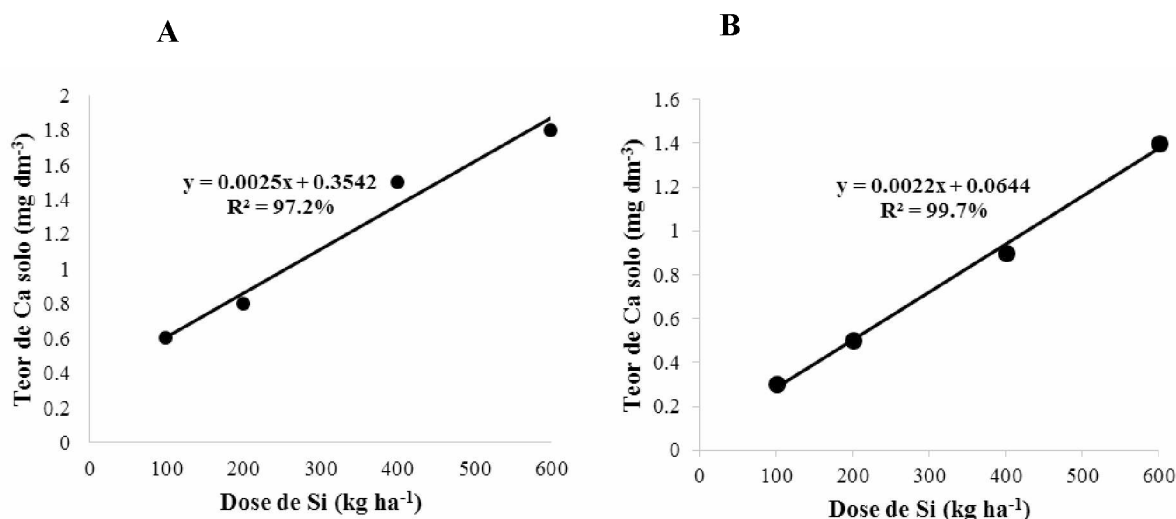 A
Teor de Ca solo (mg dm-3)
2
1.8
1.6
1.4
1.2
1
0.8
0.6
0.4
0.2
0
y = 0.0025x + 0.3542
R² = 97.2%
0 100 200 300 400 500 600
Dose de Si (kg ha-1)
B
Teor de Ca solo (mg dm-3)
1.6
1.4
1.2
1
0.8
0.6
0.4
0.2
0
y = 0.0022x + 0.0644
R² = 99.7%
0 100 200 300 400 500 600
Dose de Si (kg ha-1)